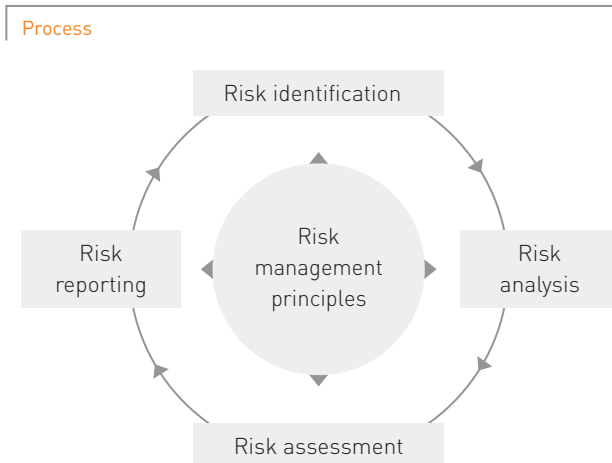 Process
Risk identification
Risk
reporting
Risk
management
principles
Risk
analysis
Risk assessment